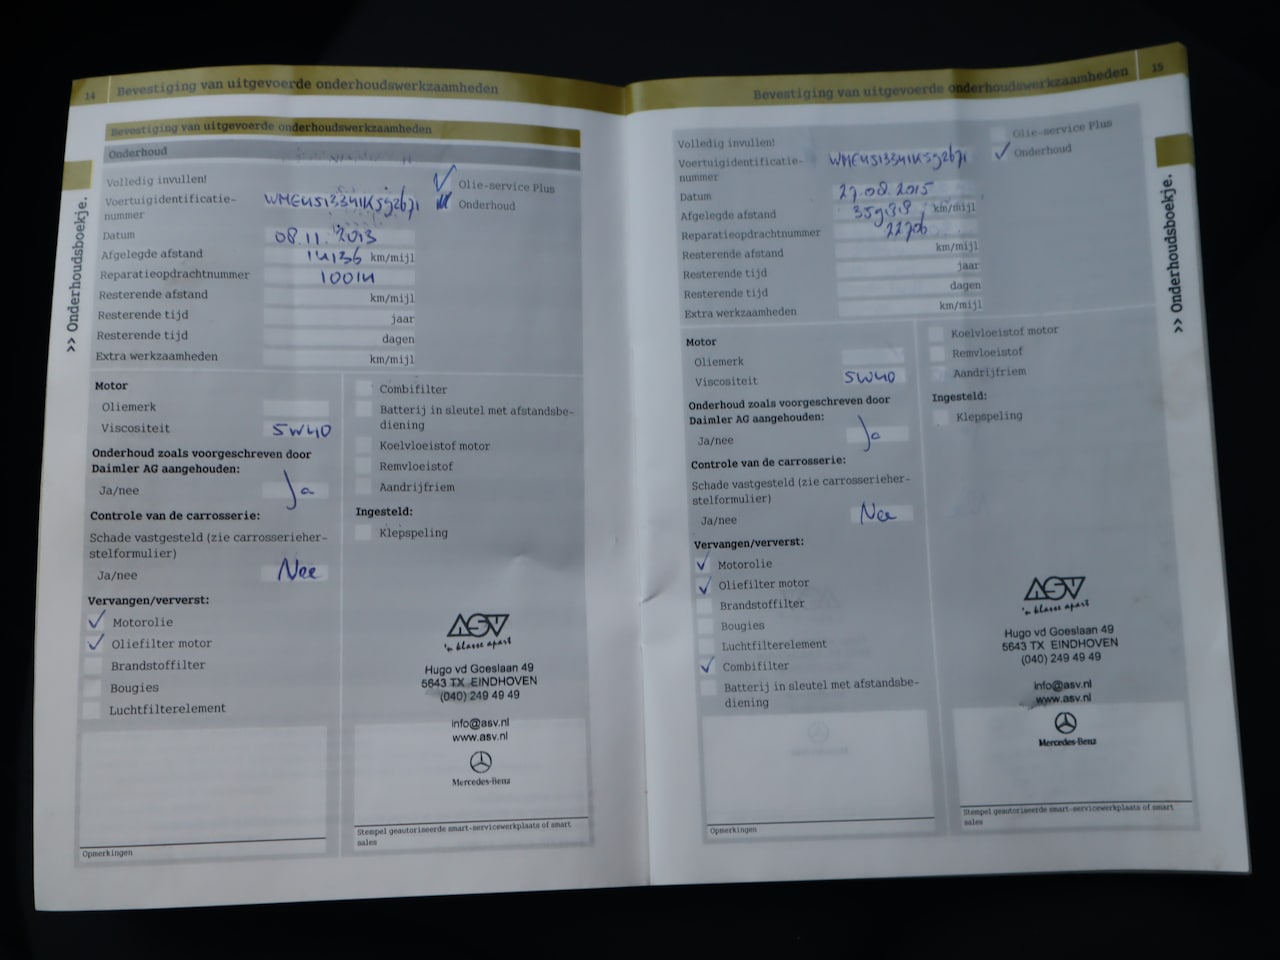 14
Bevestiging van uitgevoerde onderhoudswerkzaamheden
>> Onderhoudsboekje.
Bevestiging van uitgevoerde onderhoudswerkzaamheden
Onderhoud
Volledig invullen!
Olie-service Plus
Voertuigidentificatie-
nummer
Onderhoud
Datum 08.11.2013
Afgelegde afstand 14136 km/mijl
Reparatieopdrachtnummer 10014
Resterende afstand km/mijl
Resterende tijd jaar
Resterende tijd dagen
Extra werkzaamheden km/mijl
Motor
Oliemerk
Viscositeit 5W40
Onderhoud zoals voorgeschreven door
Daimler AG aangehouden:
Ja/nee Ja
Controle van de carrosserie:
Schade vastgesteld (zie carrosserieher-
stelformulier)
Ja/nee Nee
Vervangen/ververst:
Motorolie
Oliefilter motor
Brandstoffilter
Bougies
Luchtfilterelement
Opmerkingen
Combifilter
Batterij in sleutel met afstandsbe-
diening
Koelvloeistof motor
Remvloeistof
Aandrijfriem
Ingesteld:
Klepspeling
ASV
'n klasse apart
Hugo vd Goeslaan 49
5643 TX EINDHOVEN
(040) 249 49 49
info@asv.nl
www.asv.nl
Mercedes-Benz
Stempel geautoriseerde smart-servicewerkplaats of smart
sales
Bevestiging van uitgevoerde onderhoudswerkzaamheden
15
>> Onderhoudsboekje.
Volledig invullen!
Olie-service Plus
Voertuigidentificatie-
nummer
Onderhoud
Datum 27.08.2015
Afgelegde afstand km/mijl
Reparatieopdrachtnummer
Resterende afstand km/mijl
Resterende tijd jaar
Resterende tijd dagen
Extra werkzaamheden km/mijl
Motor
Oliemerk
Viscositeit 5W40
Onderhoud zoals voorgeschreven door
Daimler AG aangehouden:
Ja/nee Ja
Controle van de carrosserie:
Schade vastgesteld (zie carrosserieher-
stelformulier)
Ja/nee Nee
Vervangen/ververst:
Motorolie
Oliefilter motor
Brandstoffilter
Bougies
Luchtfilterelement
Combifilter
Batterij in sleutel met afstandsbe-
diening
Opmerkingen
Koelvloeistof motor
Remvloeistof
Aandrijfriem
Ingesteld:
Klepspeling
ASV
'n klasse apart
Hugo vd Goeslaan 49
5643 TX EINDHOVEN
(040) 249 49 49
info@asv.nl
www.asv.nl
Mercedes-Benz
Stempel geautoriseerde smart-servicewerkplaats of smart
sales